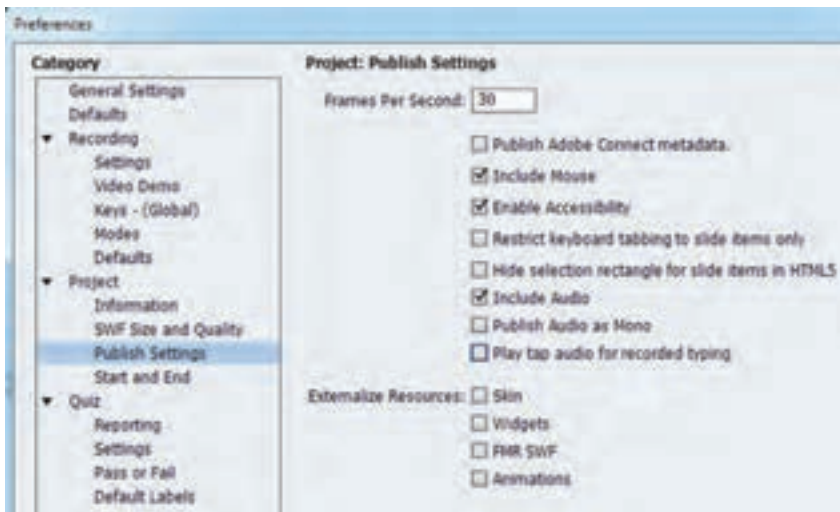 Preferences
Category
General Settings
Defaults
Recording
Settings
Video Demo
Keys - (Global)
Modes
Defaults
Project
Information
SWF Size and Quality
Publish Settings
Start and End
Quiz
Reporting
Settings
Pass or Fail
Default Labels
Project: Publish Settings
Frames Per Second: 30
Publish Adobe Connect metadata.
Include Mouse
Enable Accessibility
Restrict keyboard tabbing to slide items only
Hide selection rectangle for slide items in HTML5
Include Audio
Publish Audio as Mono
Play tap audio for recorded typing
Externalize Resources: Skin
Widgets
FMR SWF
Animations